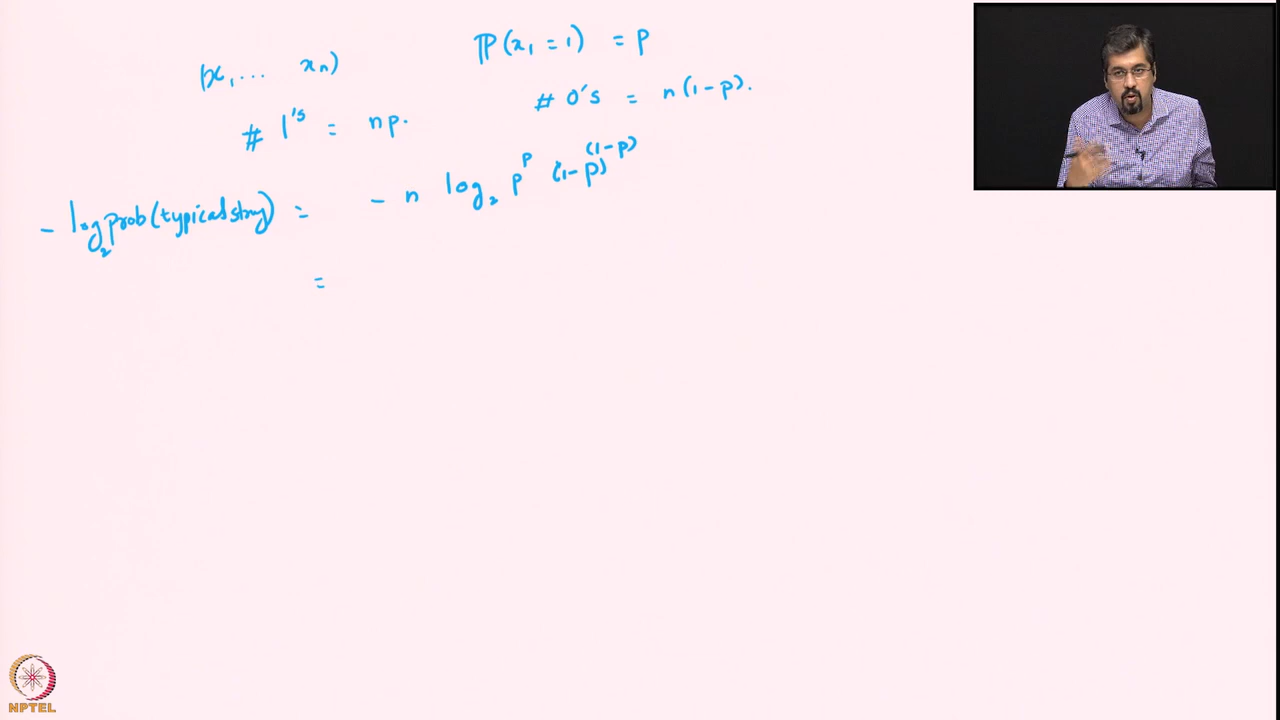 (x₁, ... xₙ) ℙ(x₁ = 1) = p
# 1's = np. # 0's = n(1-p).
- log₂ prob(typical string) = - n log₂ p^p (1-p)^(1-p)
=
NPTEL